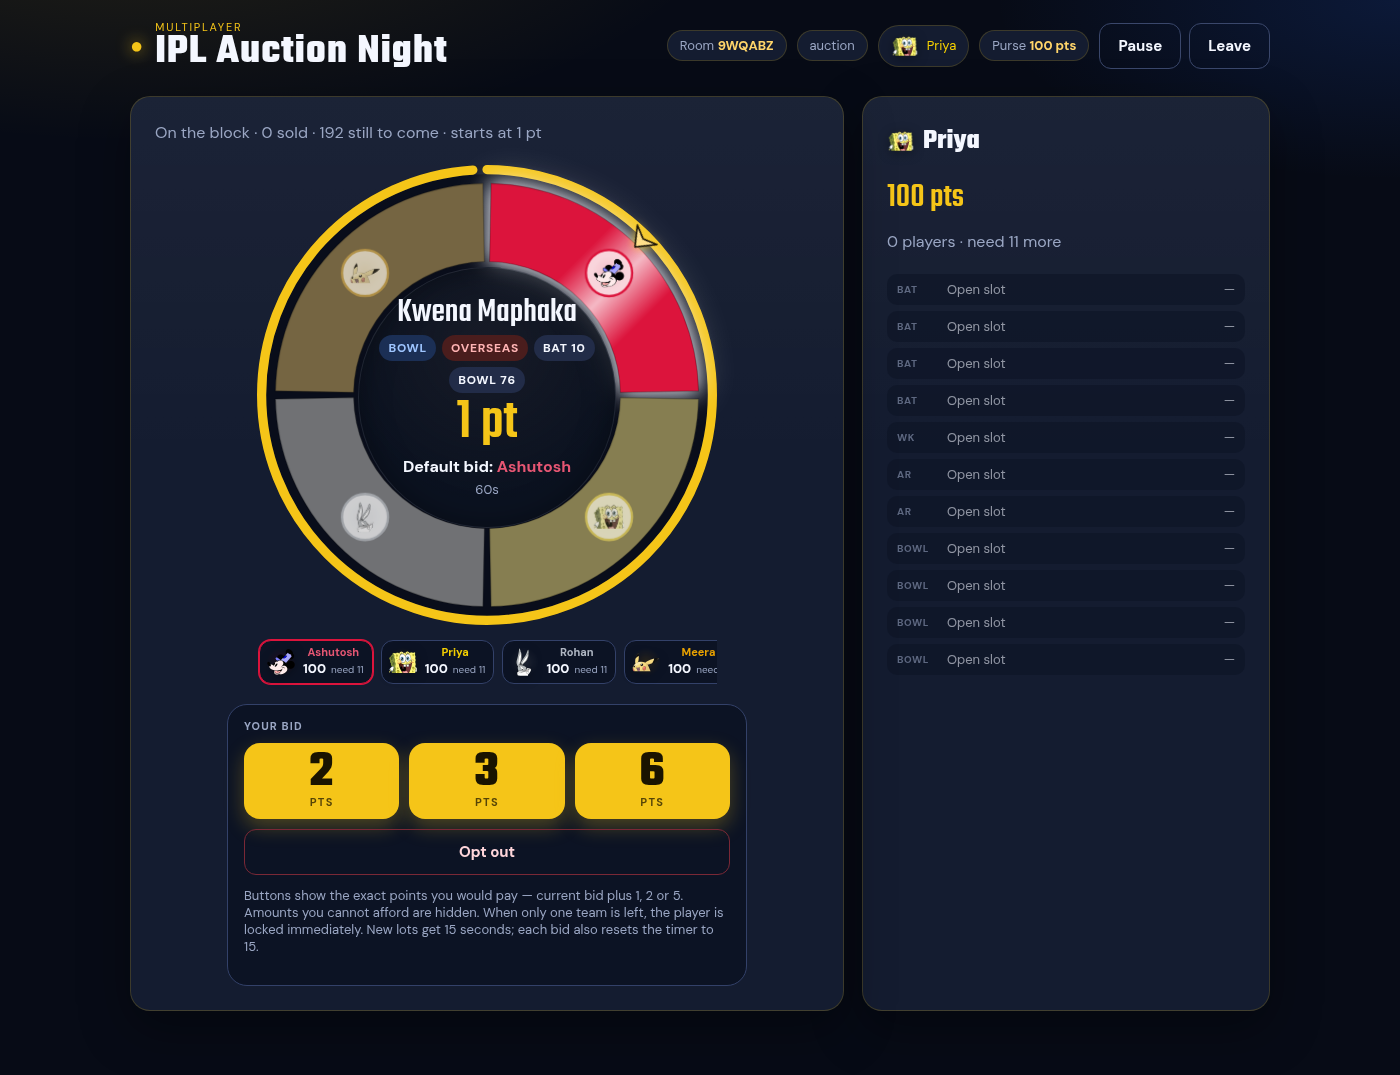 MULTIPLAYER
IPL Auction Night
Room 9WQABZ
auction
Priya
Purse 100 pts
Pause
Leave
On the block · 0 sold · 192 still to come · starts at 1 pt
Kwena Maphaka
BOWL OVERSEAS BAT 10
BOWL 76
1 pt
Default bid: Ashutosh
60s
Ashutosh
100 need 11
Priya
100 need 11
Rohan
100 need 11
Meera
100
YOUR BID
2
PTS
3
PTS
6
PTS
Opt out
Buttons show the exact points you would pay — current bid plus 1, 2 or 5.
Amounts you cannot afford are hidden. When only one team is left, the player is
locked immediately. New lots get 15 seconds; each bid also resets the timer to
15.
Priya
100 pts
0 players · need 11 more
BAT Open slot —
BAT Open slot —
BAT Open slot —
BAT Open slot —
WK Open slot —
AR Open slot —
AR Open slot —
BOWL Open slot —
BOWL Open slot —
BOWL Open slot —
BOWL Open slot —